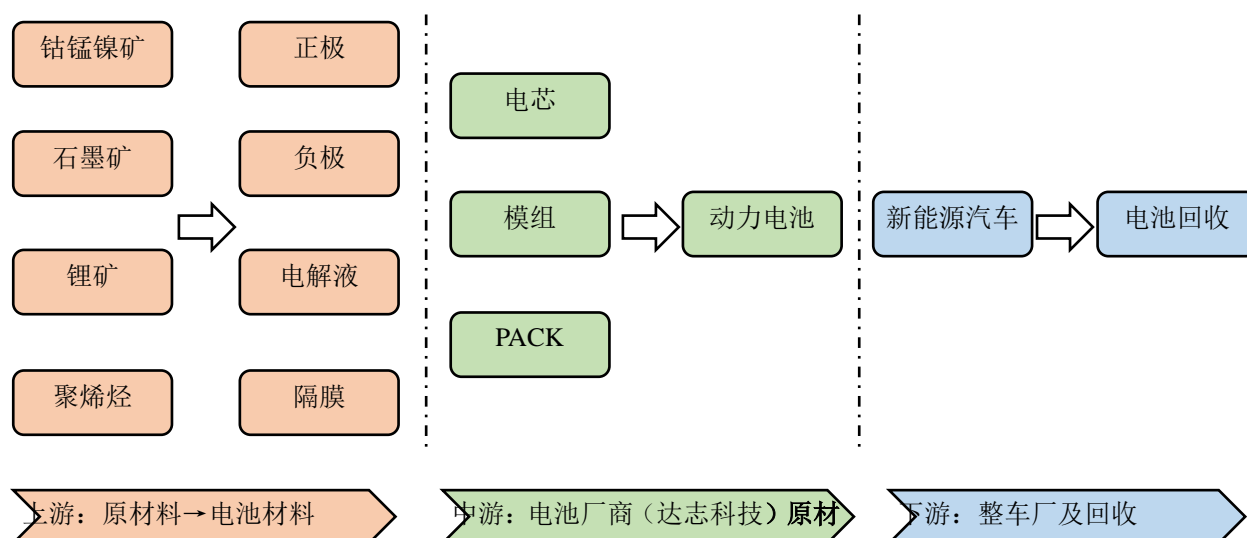 钴锰镍矿
正极
石墨矿
负极
锂矿
电解液
聚烯烃
隔膜
电芯
模组
动力电池
PACK
新能源汽车
电池回收
上游：原材料→电池材料
中游：电池厂商（达志科技）原材
下游：整车厂及回收